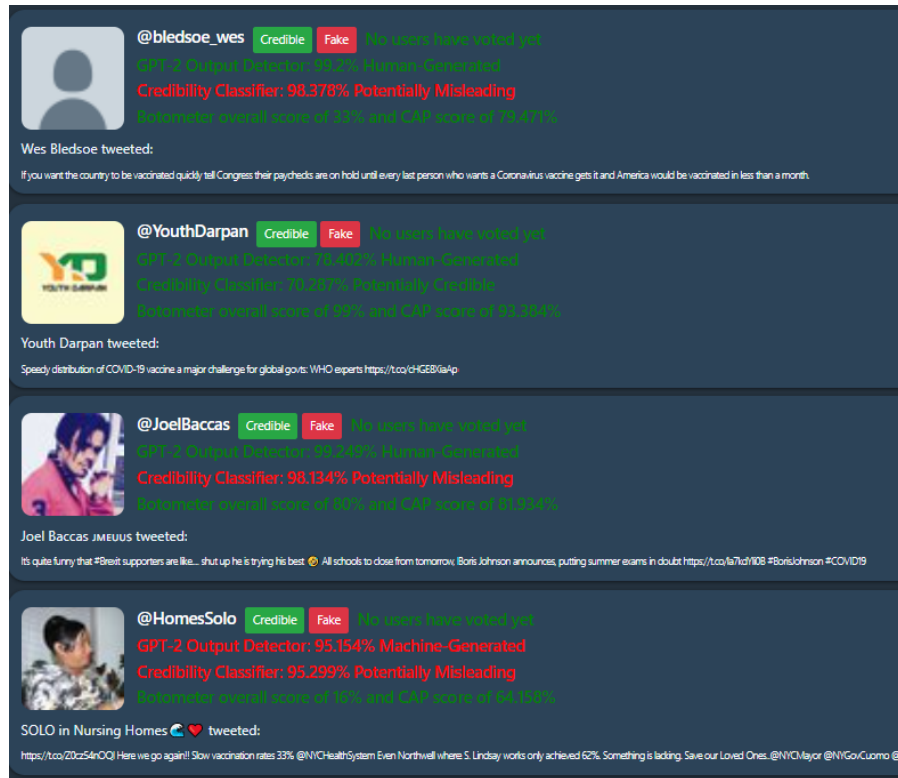 @bledsoe_wes Credible Fake No users have voted yet
GPT-2 Output Detector: 99.2% Human-Generated
Credibility Classifier: 98.378% Potentially Misleading
Botometer overall score of 33% and CAP score of 79.471%
Wes Bledsoe tweeted:
If you want the country to be vaccinated quickly tell Congress their paychecks are on hold until every last person who wants a Coronavirus vaccine gets it and America would be vaccinated in less than a month.
@YouthDarpan Credible Fake No users have voted yet
YD
YOUTH DARPAN
GPT-2 Output Detector: 78.402% Human-Generated
Credibility Classifier: 70.287% Potentially Credible
Botometer overall score of 99% and CAP score of 93.384%
Youth Darpan tweeted:
Speedy distribution of COVID-19 vaccine a major challenge for global govts: WHO experts
@JoelBaccas Credible Fake No users have voted yet
GPT-2 Output Detector: 99.249% Human-Generated
Credibility Classifier: 98.134% Potentially Misleading
Botometer overall score of 80% and CAP score of 81.934%
3
Joel Baccas ᴊᴍᴇᴜᴜs tweeted:
It's quite funny that #Brexit supporters are like.... shut up he is trying his best 🤣 All schools to close from tomorrow, Boris Johnson announces, putting summer exams in doubt #BorisJohnson #COVID19
@HomesSolo Credible Fake No users have voted yet
GPT-2 Output Detector: 95.154% Machine-Generated
Credibility Classifier: 95.299% Potentially Misleading
Botometer overall score of 16% and CAP score of 64.158%
SOLO in Nursing Homes 🌊 ❤️ tweeted:
Here we go again!! Slow vaccination rates 33% @NYCHealthSystem Even Northwell where S. Lindsay works only achieved 62%. Something is lacking. Save our Loved Ones..@NYCMayor @NYGovCuomo @